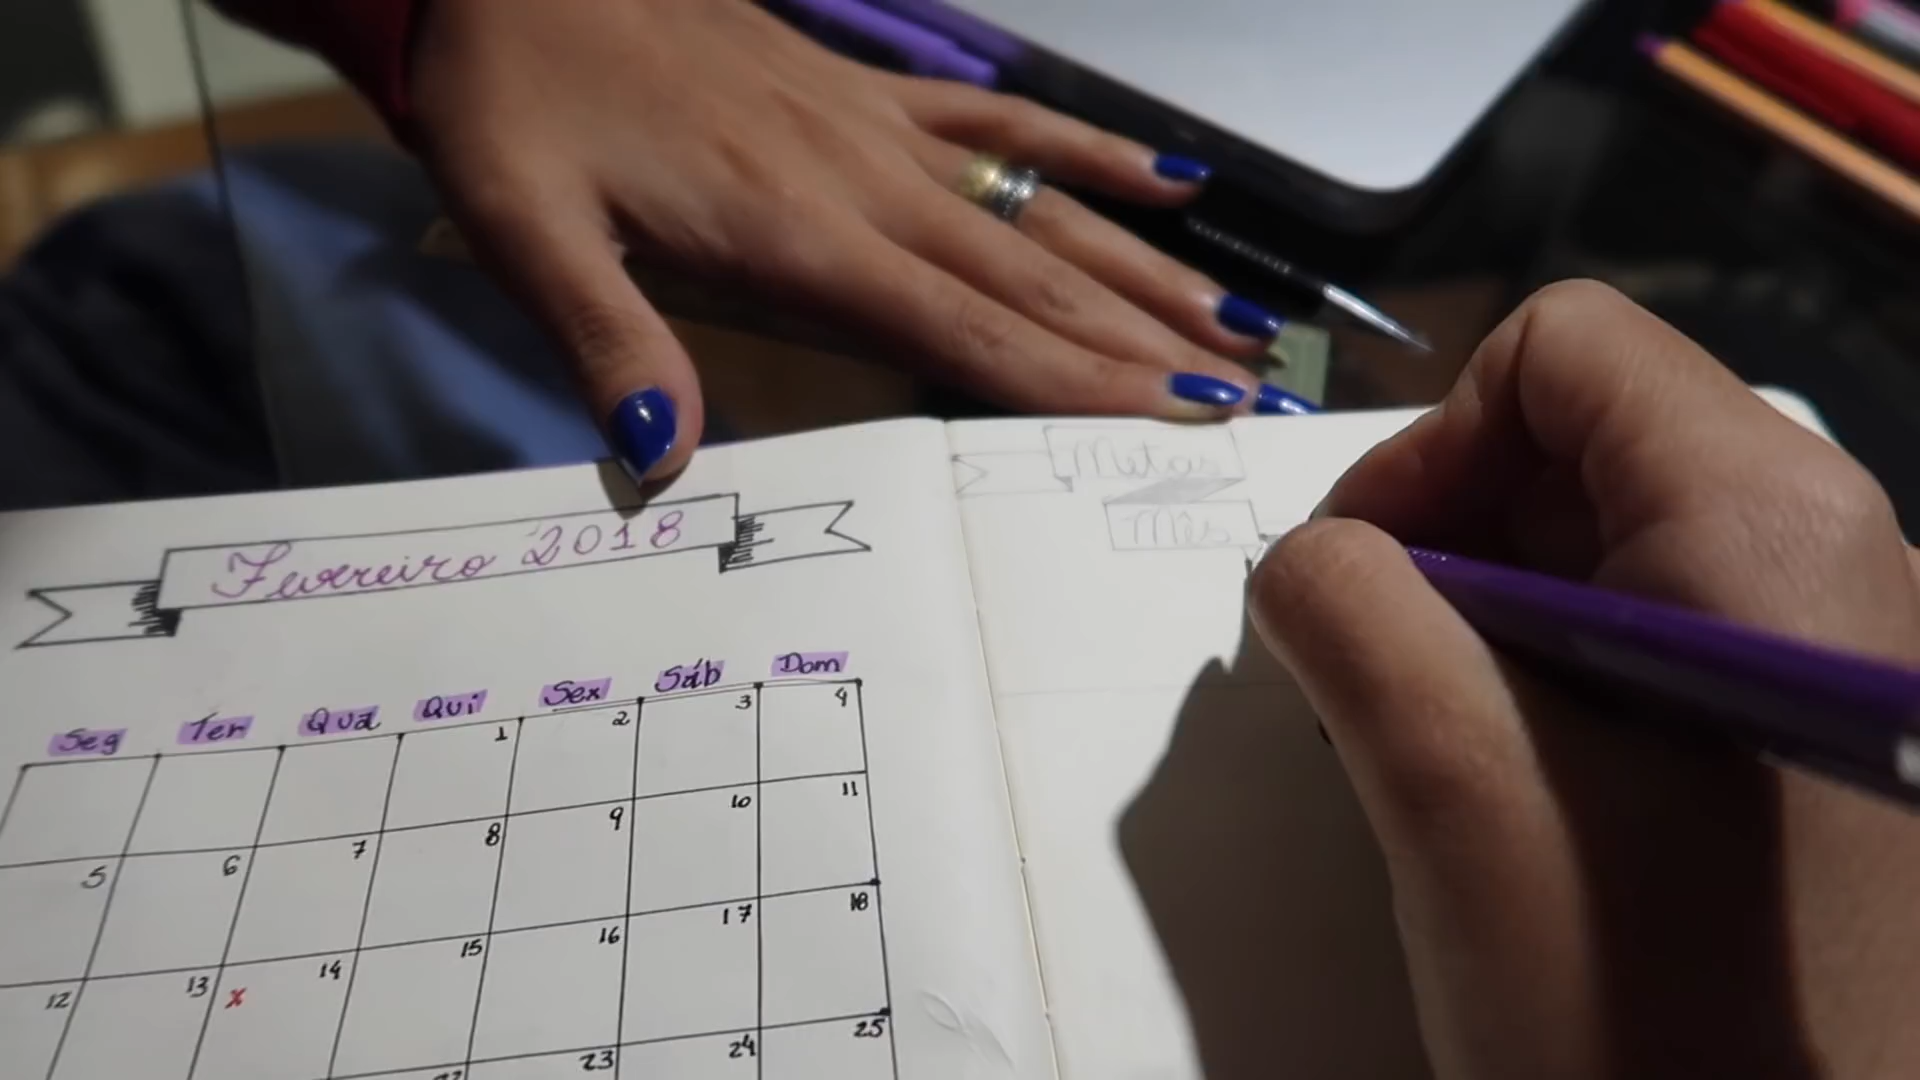 Fevereiro 2018
Metas
Mês
Seg Ter Qua Qui Sex Sáb Dom
1 2 3 4
5 6 7 8 9 10 11
12 13 x 14 15 16 17 18
23 24 25